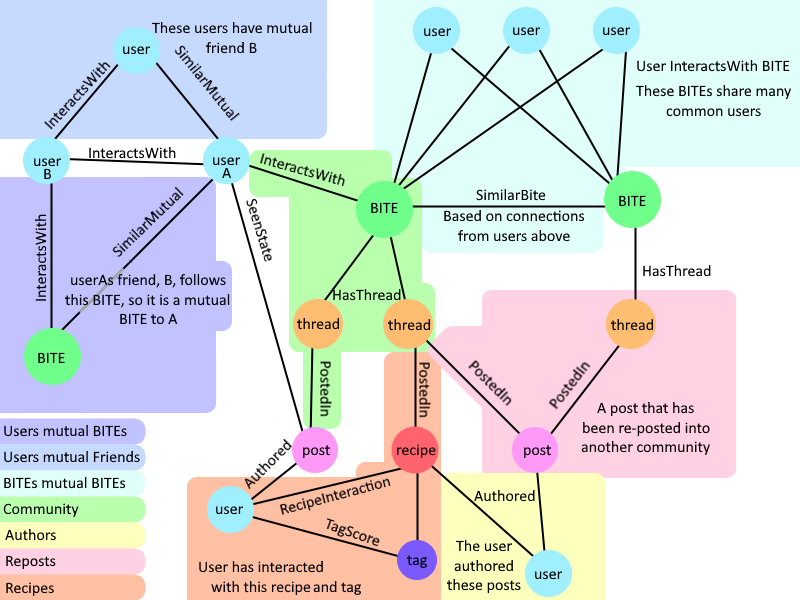 These users have mutual
friend B
user
InteractsWith
SimilarMutual
user
B
InteractsWith
user
A
InteractsWith
SimilarMutual
userAs friend, B, follows
this BITE, so it is a mutual
BITE to A
BITE
user
user
user
User InteractsWith BITE
These BITEs share many
common users
InteractsWith
BITE
SimilarBite
Based on connections
from users above
BITE
SeenState
HasThread
HasThread
thread
thread
thread
PostedIn
PostedIn
PostedIn
PostedIn
A post that has
been re-posted into
another community
post
recipe
post
Authored
user
RecipeInteraction
TagScore
Authored
tag
User has interacted
with this recipe and tag
The user
authored
these posts
user
Users mutual BITEs
Users mutual Friends
BITEs mutual BITEs
Community
Authors
Reposts
Recipes